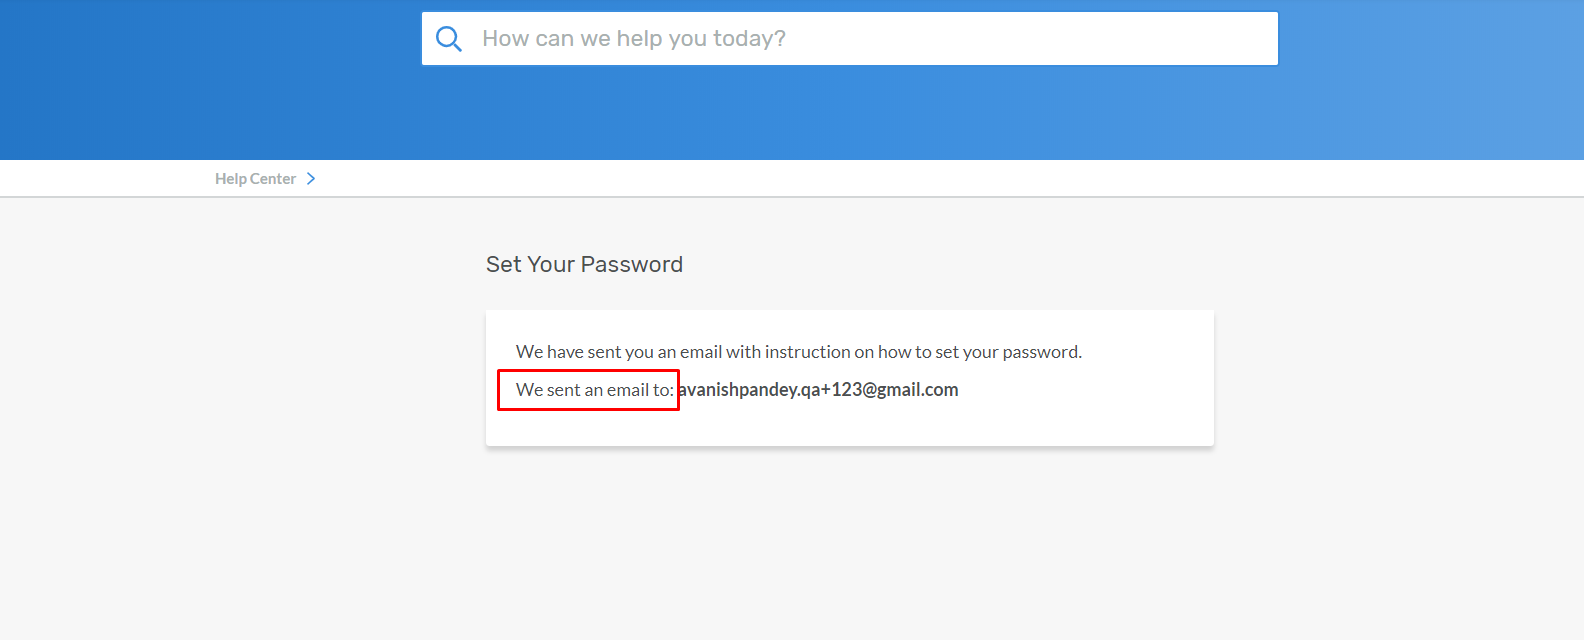 How can we help you today?
Help Center
Set Your Password
We have sent you an email with instruction on how to set your password.
We sent an email to: avanishpandey.qa+123@gmail.com